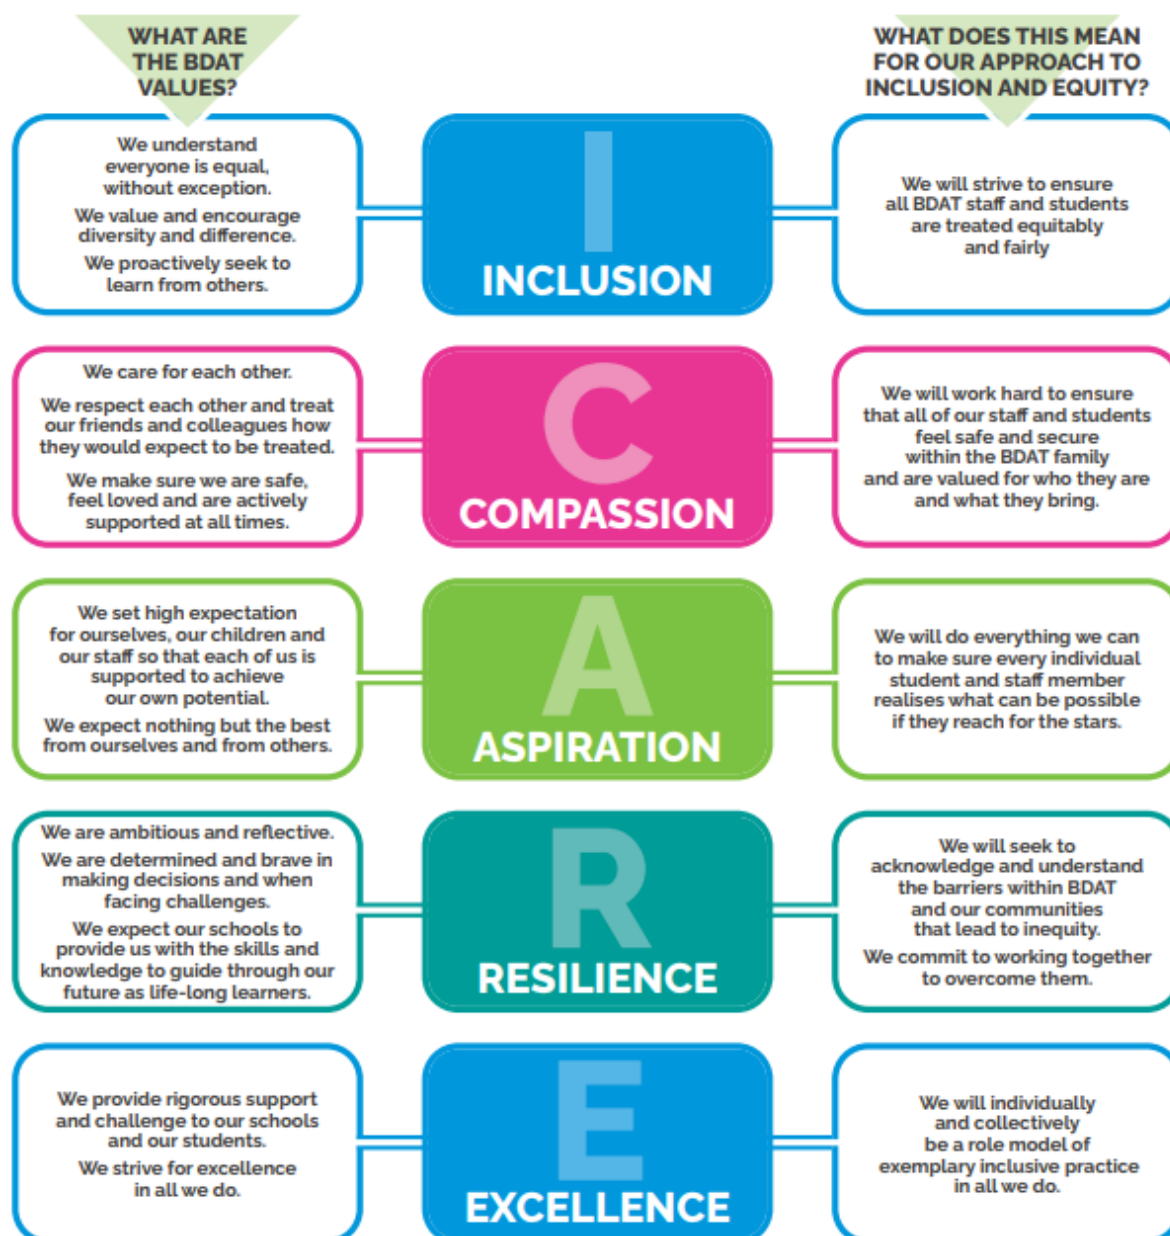 WHAT ARE
THE BDAT
VALUES?
WHAT DOES THIS MEAN
FOR OUR APPROACH TO
INCLUSION AND EQUITY?
We understand
everyone is equal,
without exception.
We value and encourage
diversity and difference.
We proactively seek to
learn from others.
I
INCLUSION
We will strive to ensure
all BDAT staff and students
are treated equitably
and fairly
We care for each other.
We respect each other and treat
our friends and colleagues how
they would expect to be treated.
We make sure we are safe,
feel loved and are actively
supported at all times.
C
COMPASSION
We will work hard to ensure
that all of our staff and students
feel safe and secure
within the BDAT family
and are valued for who they are
and what they bring.
We set high expectation
for ourselves, our children and
our staff so that each of us is
supported to achieve
our own potential.
We expect nothing but the best
from ourselves and from others.
A
ASPIRATION
We will do everything we can
to make sure every individual
student and staff member
realises what can be possible
if they reach for the stars.
We are ambitious and reflective.
We are determined and brave in
making decisions and when
facing challenges.
We expect our schools to
provide us with the skills and
knowledge to guide through our
future as life-long learners.
R
RESILIENCE
We will seek to
acknowledge and understand
the barriers within BDAT
and our communities
that lead to inequity.
We commit to working together
to overcome them.
We provide rigorous support
and challenge to our schools
and our students.
We strive for excellence
in all we do.
E
EXCELLENCE
We will individually
and collectively
be a role model of
exemplary inclusive practice
in all we do.